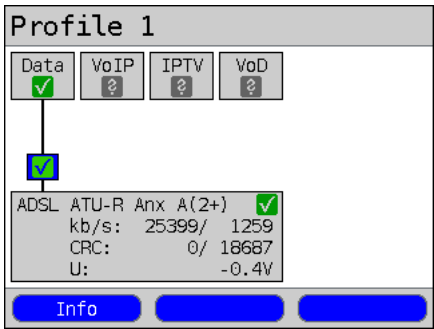 Profile 1
Data VoIP IPTV VoD
ADSL ATU-R Anx A(2+)
kb/s: 25399/ 1259
CRC: 0/ 18687
U: -0.4V
Info